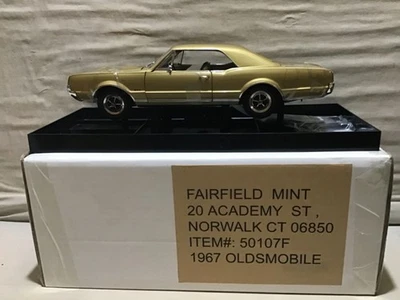 FAIRFIELD MINT
20 ACADEMY ST ,
NORWALK CT 06850
ITEM#: 50107F
1967 OLDSMOBILE